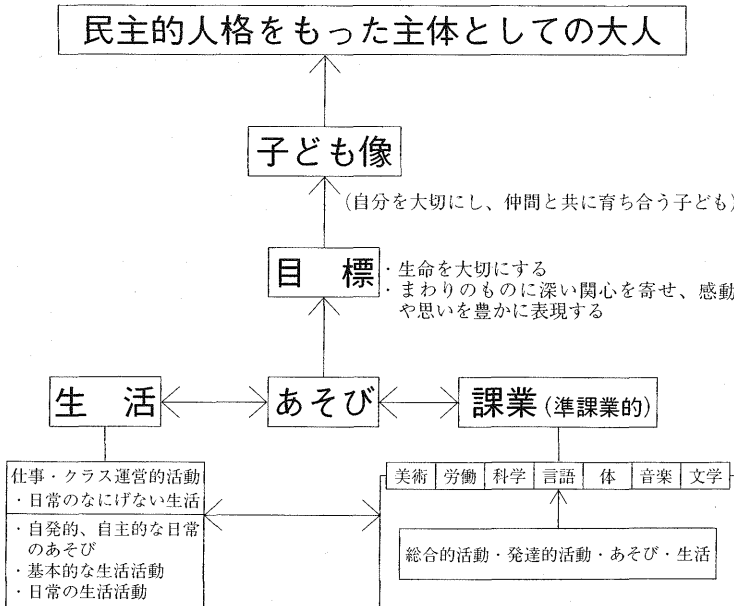 民主的人格をもった主体としての大人
子ども像
(自分を大切にし、仲間と共に育ち合う子ども)
目　標
・生命を大切にする
・まわりのものに深い関心を寄せ、感動
や思いを豊かに表現する
生　活
あそび
課業(準課業的)
仕事・クラス運営的活動
・日常のなにげない生活
・自発的、自主的な日常
のあそび
・基本的な生活活動
・日常の生活活動
美術 労働 科学 言語 体 音楽 文学
総合的活動・発達的活動・あそび・生活